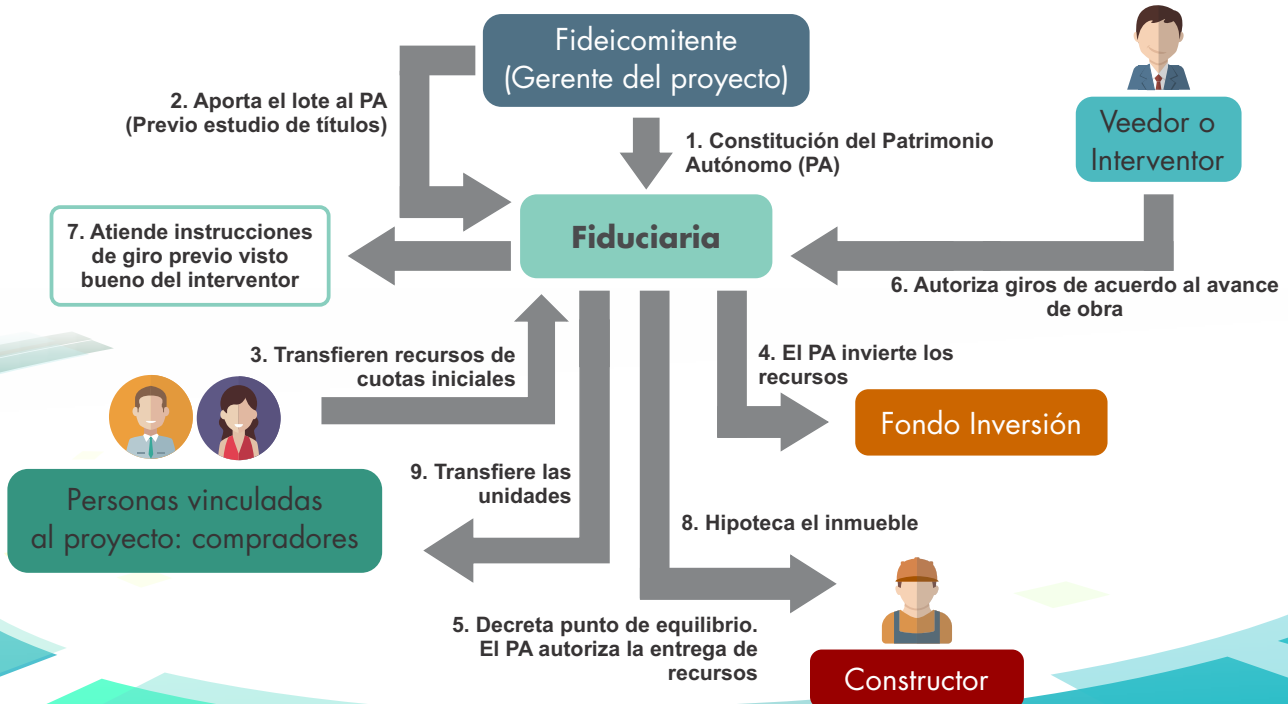 Fideicomitente
(Gerente del proyecto)
2. Aporta el lote al PA
(Previo estudio de títulos)
1. Constitución del Patrimonio
Autónomo (PA)
Veedor o
Interventor
7. Atiende instrucciones
de giro previo visto
bueno del interventor
Fiduciaria
6. Autoriza giros de acuerdo al avance
de obra
3. Transfieren recursos de
cuotas iniciales
4. El PA invierte los
recursos
Fondo Inversión
Personas vinculadas
al proyecto: compradores
9. Transfiere las
unidades
8. Hipoteca el inmueble
5. Decreta punto de equilibrio.
El PA autoriza la entrega de
recursos
Constructor